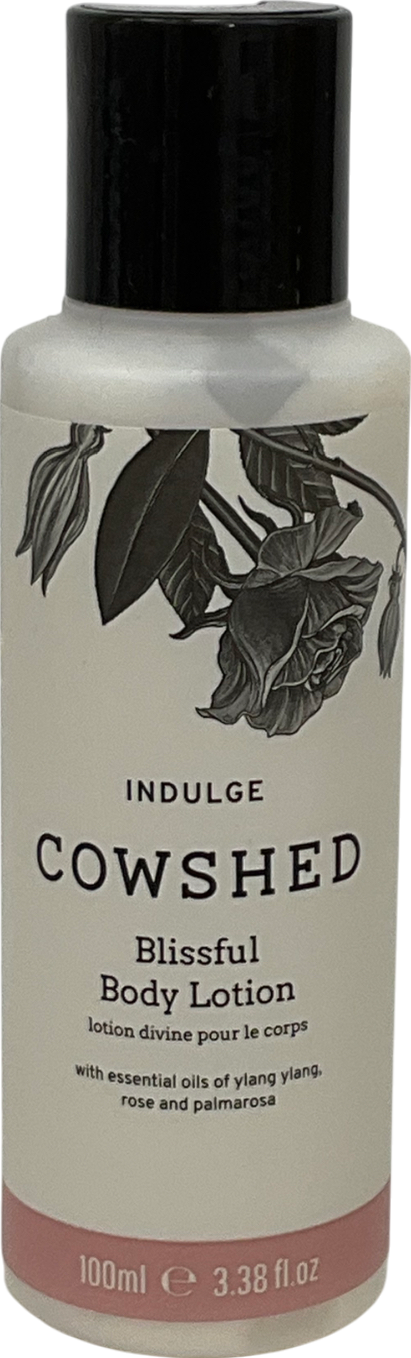 INDULGE
COWSHED
Blissful
Body Lotion
lotion divine pour le corps
with essential oils of ylang ylang,
rose and palmarosa
100ml ℮ 3.38 fl.oz